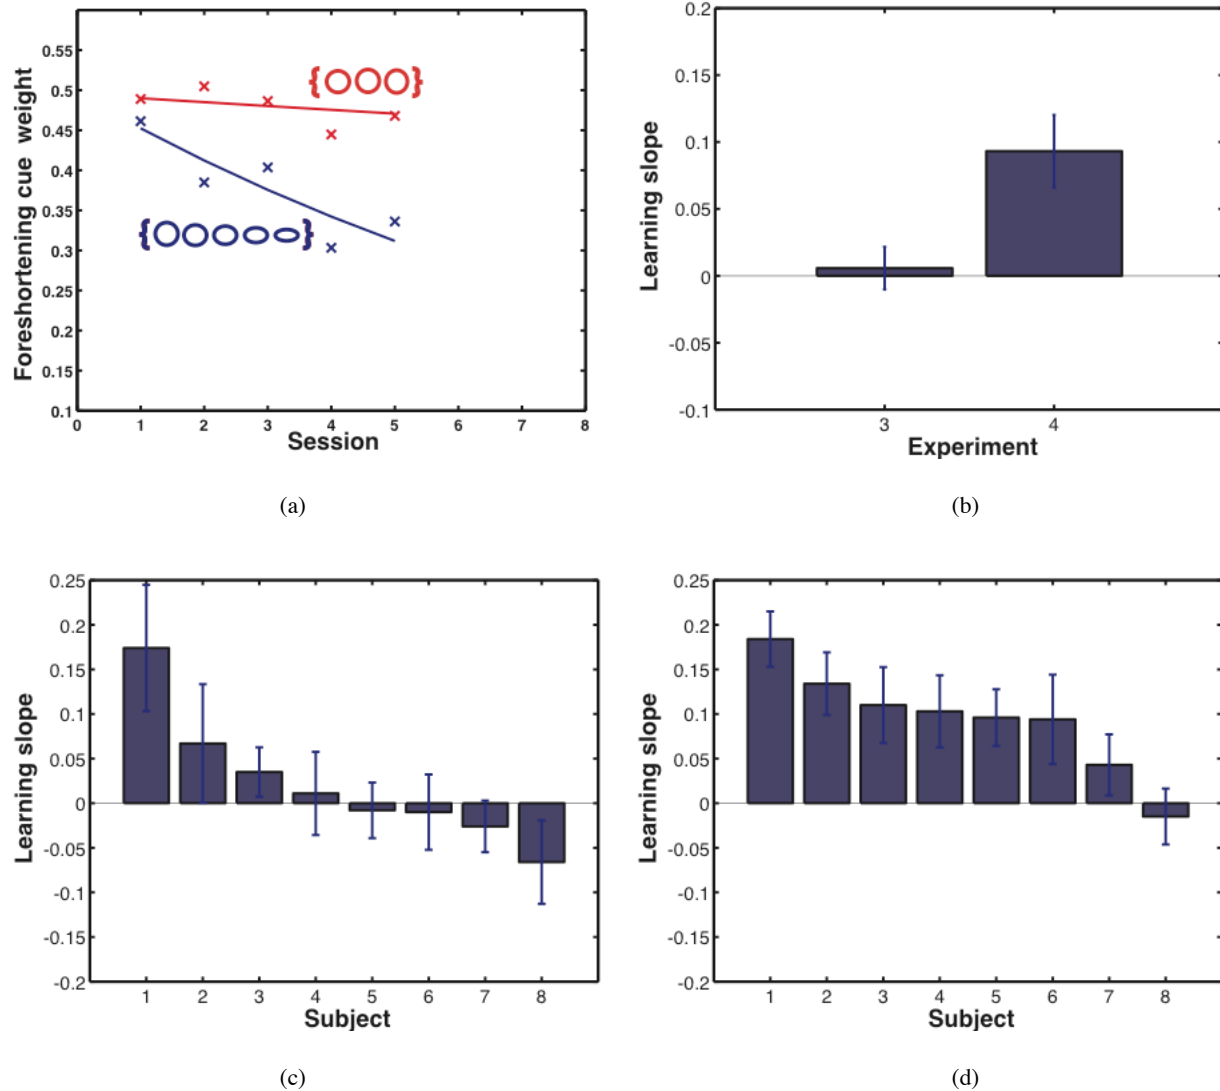 0.55
0.5
0.45
0.4
0.35
0.3
0.25
0.2
0.15
0.1
0 1 2 3 4 5 6 7 8
Foreshortening cue weight
Session
(a)
0.2
0.15
0.1
0.05
0
-0.05
-0.1
3 4
Learning slope
Experiment
(b)
0.25
0.2
0.15
0.1
0.05
0
-0.05
-0.1
-0.15
-0.2
1 2 3 4 5 6 7 8
Learning slope
Subject
(c)
0.25
0.2
0.15
0.1
0.05
0
-0.05
-0.1
-0.15
-0.2
1 2 3 4 5 6 7 8
Learning slope
Subject
(d)